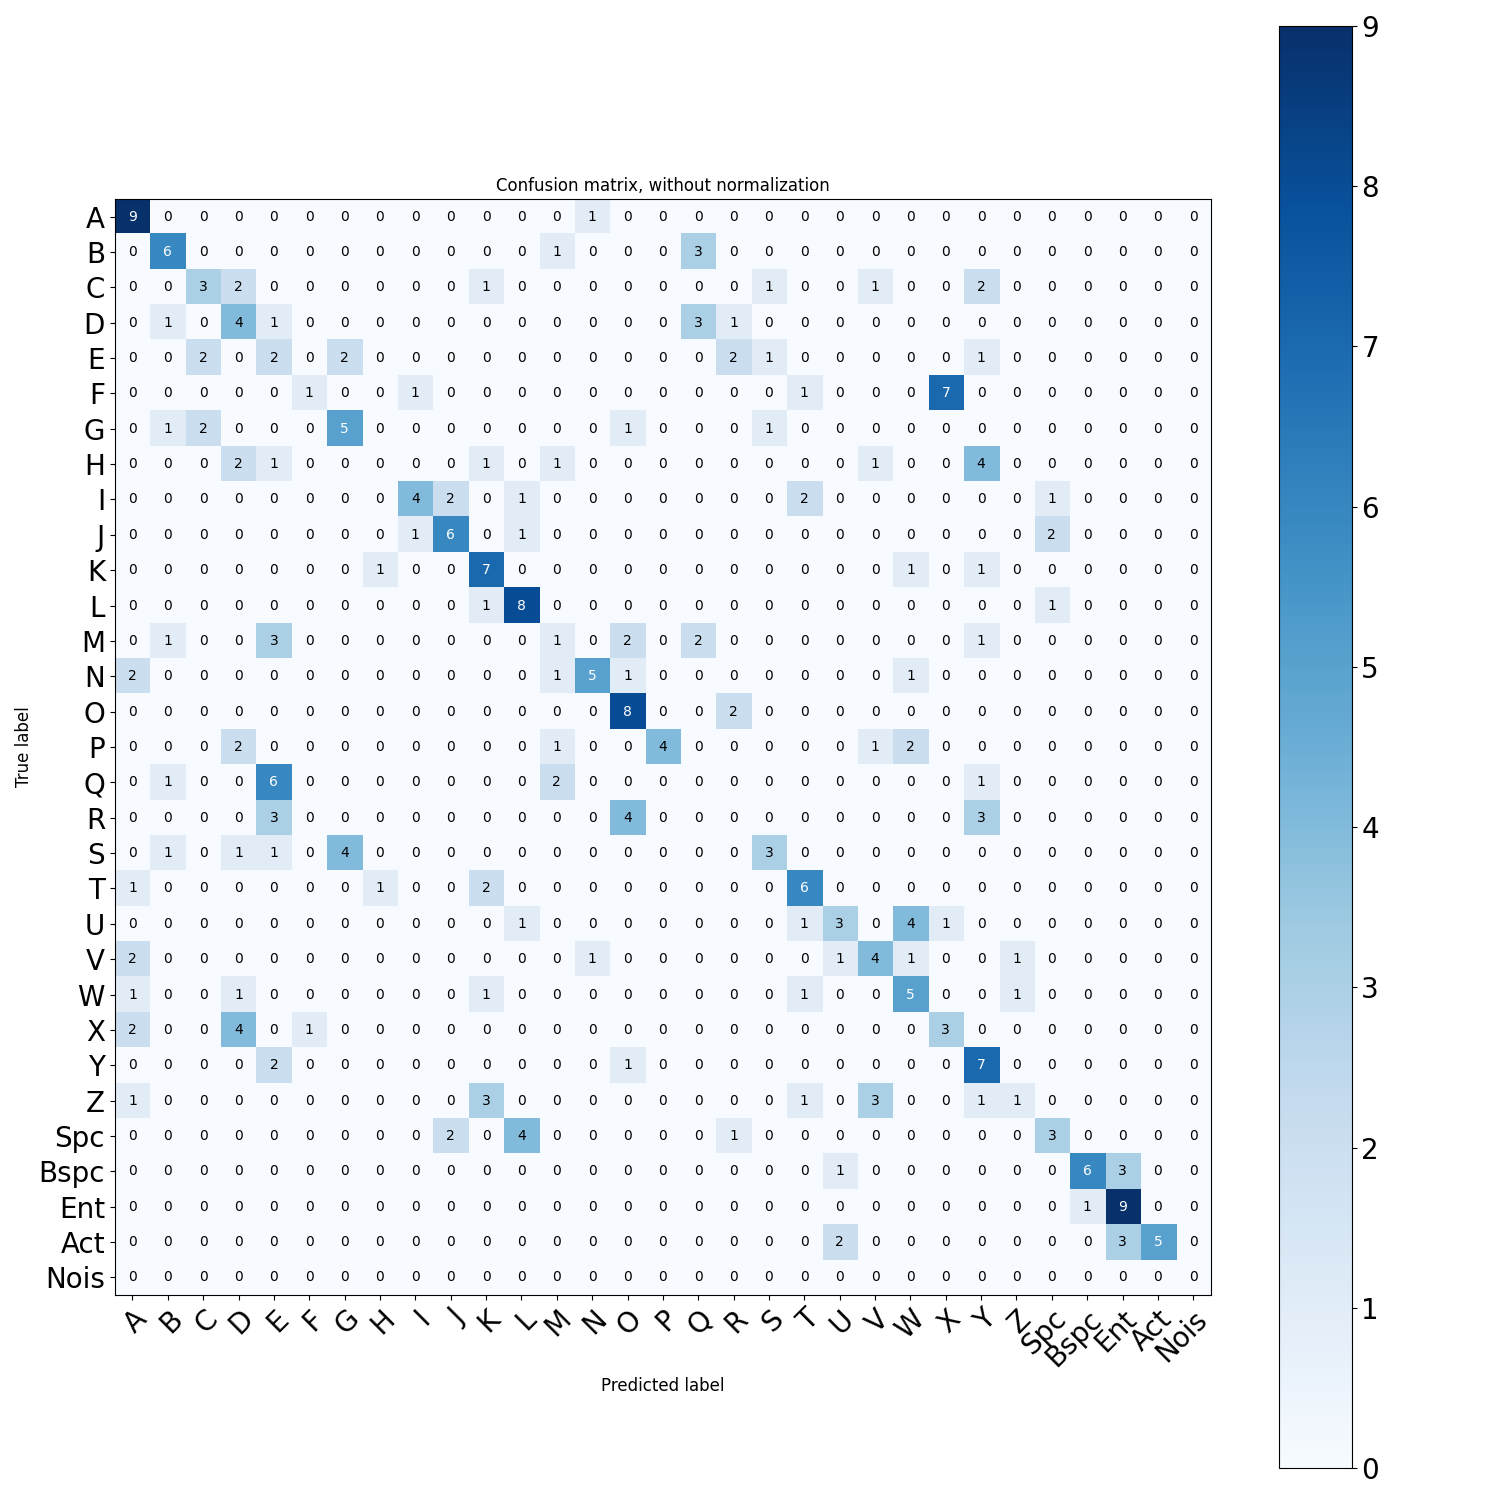 Confusion matrix, without normalization
True label
A 9 0 0 0 0 0 0 0 0 0 0 0 0 1 0 0 0 0 0 0 0 0 0 0 0 0 0 0 0 0 0
B 0 6 0 0 0 0 0 0 0 0 0 0 1 0 0 0 3 0 0 0 0 0 0 0 0 0 0 0 0 0 0
C 0 0 3 2 0 0 0 0 0 0 1 0 0 0 0 0 0 0 1 0 0 1 0 0 2 0 0 0 0 0 0
D 0 1 0 4 1 0 0 0 0 0 0 0 0 0 0 0 3 1 0 0 0 0 0 0 0 0 0 0 0 0 0
E 0 0 2 0 2 0 2 0 0 0 0 0 0 0 0 0 0 2 1 0 0 0 0 0 1 0 0 0 0 0 0
F 0 0 0 0 0 1 0 0 1 0 0 0 0 0 0 0 0 0 0 1 0 0 0 7 0 0 0 0 0 0 0
G 0 1 2 0 0 0 5 0 0 0 0 0 0 0 1 0 0 0 1 0 0 0 0 0 0 0 0 0 0 0 0
H 0 0 0 2 1 0 0 0 0 0 1 0 1 0 0 0 0 0 0 0 0 1 0 0 4 0 0 0 0 0 0
I 0 0 0 0 0 0 0 0 4 2 0 1 0 0 0 0 0 0 0 2 0 0 0 0 0 0 1 0 0 0 0
J 0 0 0 0 0 0 0 0 1 6 0 1 0 0 0 0 0 0 0 0 0 0 0 0 0 0 2 0 0 0 0
K 0 0 0 0 0 0 0 1 0 0 7 0 0 0 0 0 0 0 0 0 0 0 1 0 1 0 0 0 0 0 0
L 0 0 0 0 0 0 0 0 0 0 1 8 0 0 0 0 0 0 0 0 0 0 0 0 0 0 1 0 0 0 0
M 0 1 0 0 3 0 0 0 0 0 0 0 1 0 2 0 2 0 0 0 0 0 0 0 1 0 0 0 0 0 0
N 2 0 0 0 0 0 0 0 0 0 0 0 1 5 1 0 0 0 0 0 0 0 1 0 0 0 0 0 0 0 0
O 0 0 0 0 0 0 0 0 0 0 0 0 0 0 8 0 0 2 0 0 0 0 0 0 0 0 0 0 0 0 0
P 0 0 0 2 0 0 0 0 0 0 0 0 1 0 0 4 0 0 0 0 0 1 2 0 0 0 0 0 0 0 0
Q 0 1 0 0 6 0 0 0 0 0 0 0 2 0 0 0 0 0 0 0 0 0 0 0 1 0 0 0 0 0 0
R 0 0 0 0 3 0 0 0 0 0 0 0 0 0 4 0 0 0 0 0 0 0 0 0 3 0 0 0 0 0 0
S 0 1 0 1 1 0 4 0 0 0 0 0 0 0 0 0 0 0 3 0 0 0 0 0 0 0 0 0 0 0 0
T 1 0 0 0 0 0 0 1 0 0 2 0 0 0 0 0 0 0 0 6 0 0 0 0 0 0 0 0 0 0 0
U 0 0 0 0 0 0 0 0 0 0 0 1 0 0 0 0 0 0 0 1 3 0 4 1 0 0 0 0 0 0 0
V 2 0 0 0 0 0 0 0 0 0 0 0 0 1 0 0 0 0 0 0 1 4 1 0 0 1 0 0 0 0 0
W 1 0 0 1 0 0 0 0 0 0 1 0 0 0 0 0 0 0 0 1 0 0 5 0 0 1 0 0 0 0 0
X 2 0 0 4 0 1 0 0 0 0 0 0 0 0 0 0 0 0 0 0 0 0 0 3 0 0 0 0 0 0 0
Y 0 0 0 0 2 0 0 0 0 0 0 0 0 0 1 0 0 0 0 0 0 0 0 0 7 0 0 0 0 0 0
Z 1 0 0 0 0 0 0 0 0 0 3 0 0 0 0 0 0 0 0 1 0 3 0 0 1 1 0 0 0 0 0
Spc 0 0 0 0 0 0 0 0 0 2 0 4 0 0 0 0 0 1 0 0 0 0 0 0 0 0 3 0 0 0 0
Bspc 0 0 0 0 0 0 0 0 0 0 0 0 0 0 0 0 0 0 0 0 1 0 0 0 0 0 0 6 3 0 0
Ent 0 0 0 0 0 0 0 0 0 0 0 0 0 0 0 0 0 0 0 0 0 0 0 0 0 0 0 1 9 0 0
Act 0 0 0 0 0 0 0 0 0 0 0 0 0 0 0 0 0 0 0 0 2 0 0 0 0 0 0 0 3 5 0
Nois 0 0 0 0 0 0 0 0 0 0 0 0 0 0 0 0 0 0 0 0 0 0 0 0 0 0 0 0 0 0 0
A B C D E F G H I J K L M N O P Q R S T U V W X Y Z Spc Bspc Ent Act Nois
Predicted label
9
8
7
6
5
4
3
2
1
0